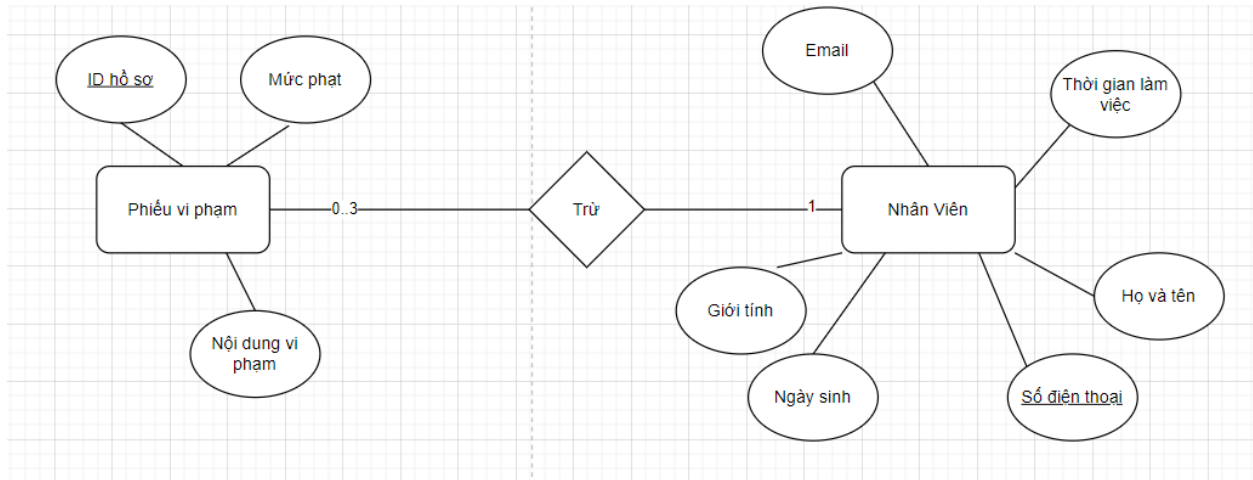 Email
ID hồ sơ
Mức phạt
Thời gian làm
việc
Phiếu vi phạm
0..3
Trừ
1
Nhân Viên
Giới tính
Họ và tên
Nội dung vi
phạm
Ngày sinh
Số điện thoại